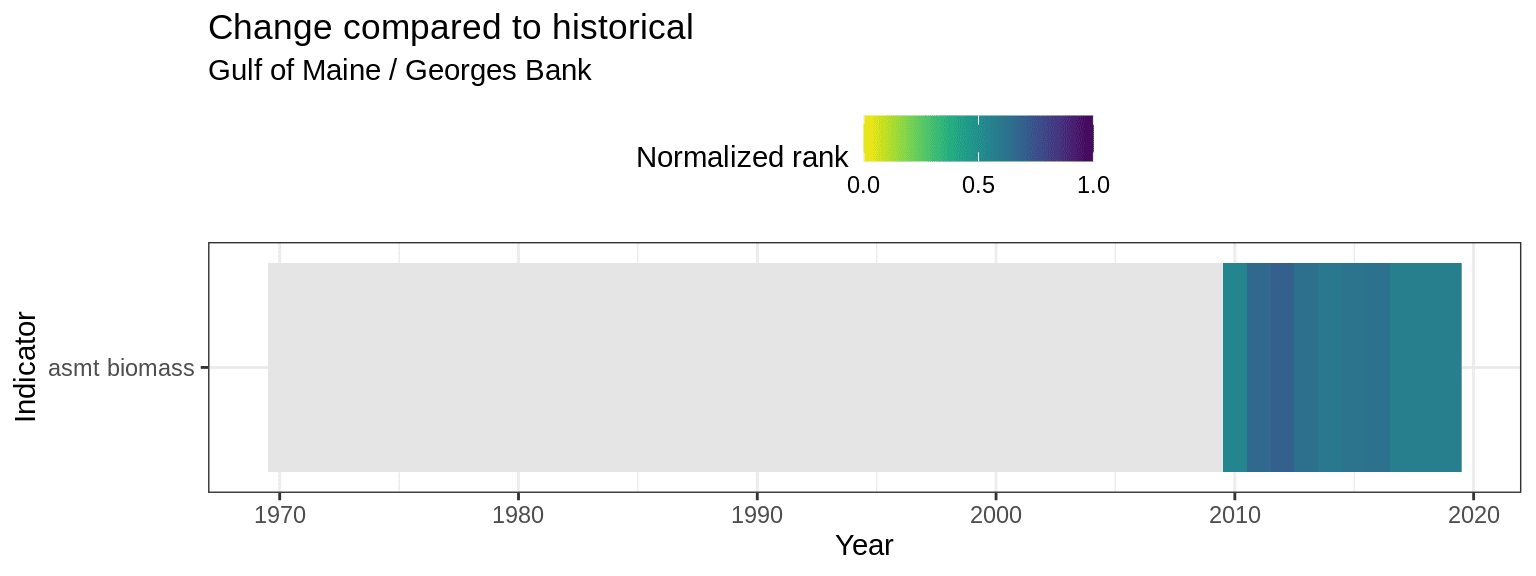 Change compared to historical
Gulf of Maine / Georges Bank
Normalized rank
0.0 0.5 1.0
Indicator
asmt biomass
1970 1980 1990 2000 2010 2020
Year